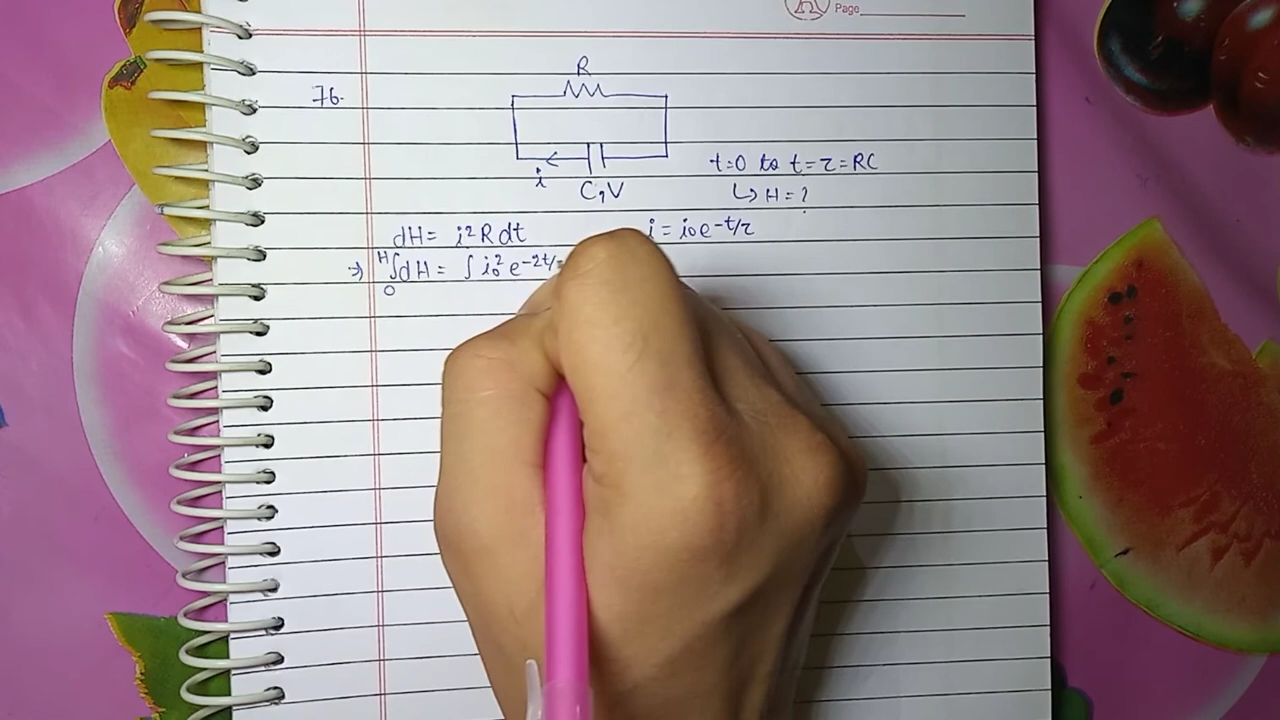 Page
R
76.
i
C, V
t=0 to t = τ = RC
↳ H = ?
dH = i²R dt
i = i₀e^-t/τ
⇒ ᴴ∫₀ dH = ∫ i₀² e^-2t/